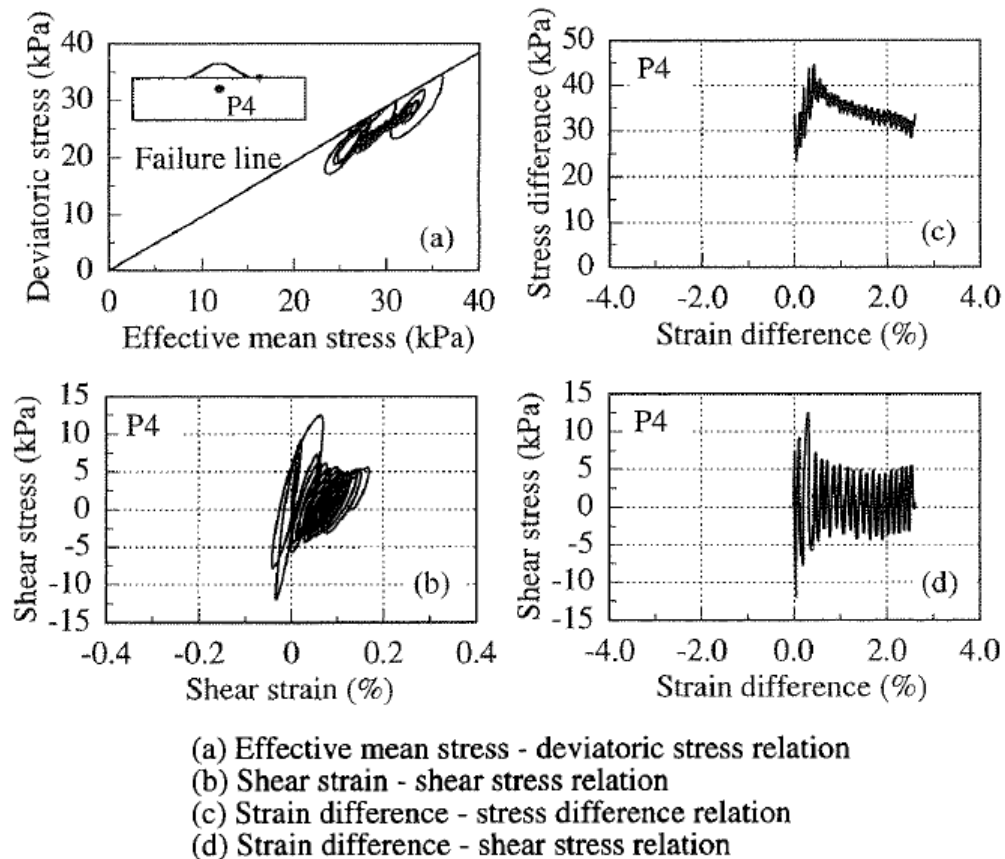 Deviatoric stress (kPa)
40
30
20
10
0
P4
Failure line
(a)
0
10
20
30
40
Effective mean stress (kPa)
Stress difference (kPa)
50
40
30
20
10
0
P4
(c)
-4.0
-2.0
0.0
2.0
4.0
Strain difference (%)
Shear stress (kPa)
15
10
5
0
-5
-10
-15
P4
(b)
-0.4
-0.2
0
0.2
0.4
Shear strain (%)
Shear stress (kPa)
15
10
5
0
-5
-10
-15
P4
(d)
-4.0
-2.0
0.0
2.0
4.0
Strain difference (%)
(a) Effective mean stress - deviatoric stress relation
(b) Shear strain - shear stress relation
(c) Strain difference - stress difference relation
(d) Strain difference - shear stress relation